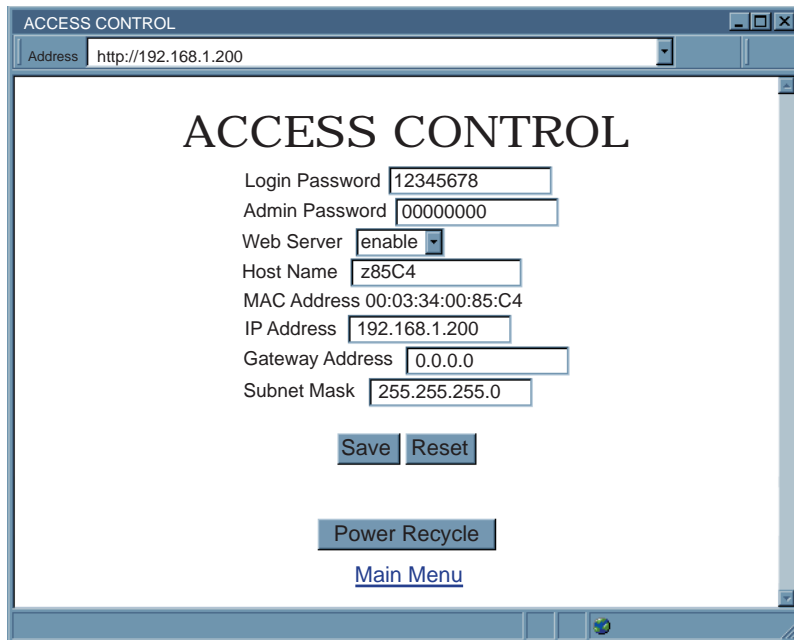 ACCESS CONTROL
Address http://192.168.1.200
ACCESS CONTROL
Login Password 12345678
Admin Password 00000000
Web Server enable
Host Name z85C4
MAC Address 00:03:34:00:85:C4
IP Address 192.168.1.200
Gateway Address 0.0.0.0
Subnet Mask 255.255.255.0
Save Reset
Power Recycle
Main Menu